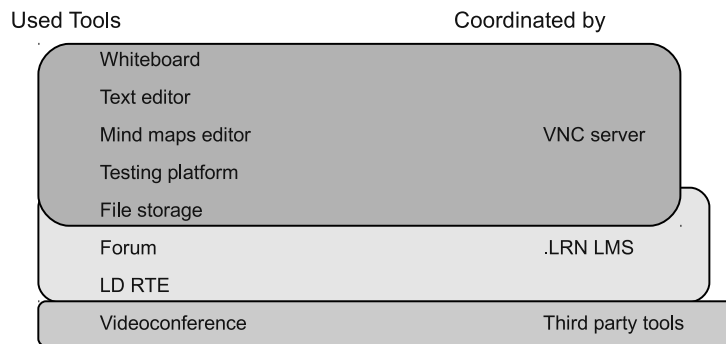 Used Tools Coordinated by
Whiteboard
Text editor
Mind maps editor VNC server
Testing platform
File storage
Forum .LRN LMS
LD RTE
Videoconference Third party tools